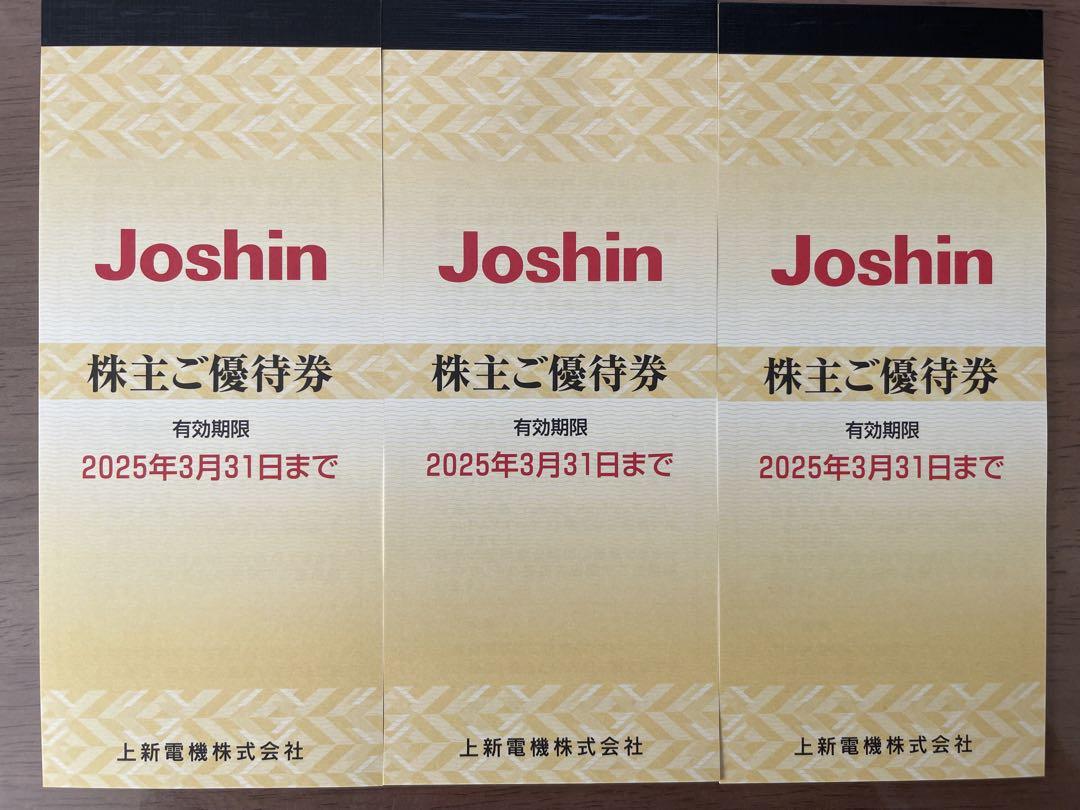 Joshin
株主ご優待券
有効期限
2025年3月31日まで
上新電機株式会社
Joshin
株主ご優待券
有効期限
2025年3月31日まで
上新電機株式会社
Joshin
株主ご優待券
有効期限
2025年3月31日まで
上新電機株式会社